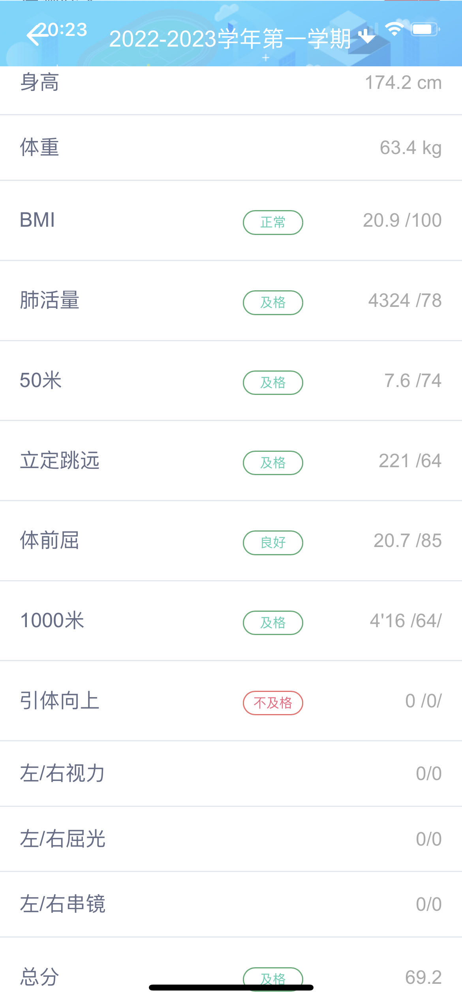 20:23
2022-2023学年第一学期
身高 174.2 cm
体重 63.4 kg
BMI 正常 20.9 /100
肺活量 及格 4324 /78
50米 及格 7.6 /74
立定跳远 及格 221 /64
体前屈 良好 20.7 /85
1000米 及格 4'16 /64/
引体向上 不及格 0 /0/
左/右视力 0/0
左/右屈光 0/0
左/右串镜 0/0
总分 及格 69.2